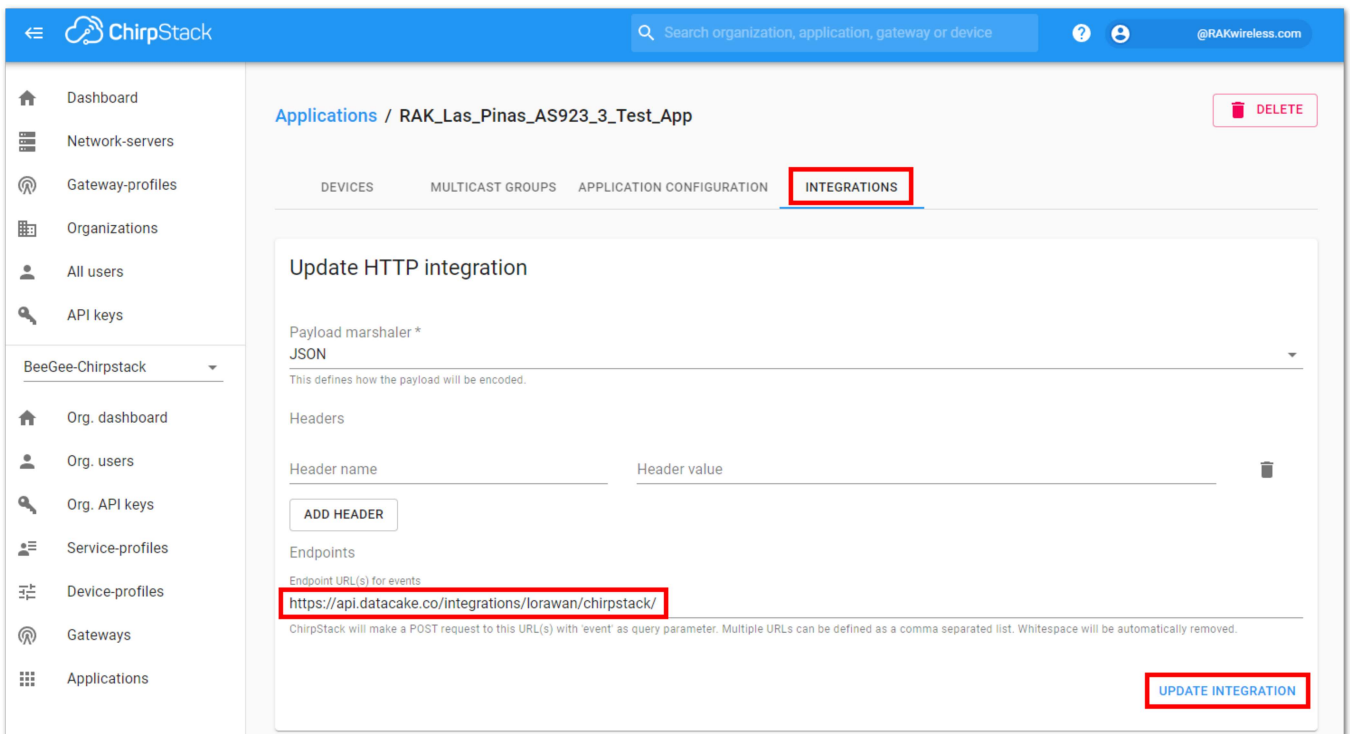 ChirpStack
Search organization, application, gateway or device
@RAKwireless.com
Dashboard
Network-servers
Gateway-profiles
Organizations
All users
API keys
BeeGee-Chirpstack
Org. dashboard
Org. users
Org. API keys
Service-profiles
Device-profiles
Gateways
Applications
Applications / RAK_Las_Pinas_AS923_3_Test_App
DELETE
DEVICES MULTICAST GROUPS APPLICATION CONFIGURATION INTEGRATIONS
Update HTTP integration
Payload marshaler *
JSON
This defines how the payload will be encoded.
Headers
Header name Header value
ADD HEADER
Endpoints
Endpoint URL(s) for events
https://api.datacake.co/integrations/lorawan/chirpstack/
ChirpStack will make a POST request to this URL(s) with 'event' as query parameter. Multiple URLs can be defined as a comma separated list. Whitespace will be automatically removed.
UPDATE INTEGRATION